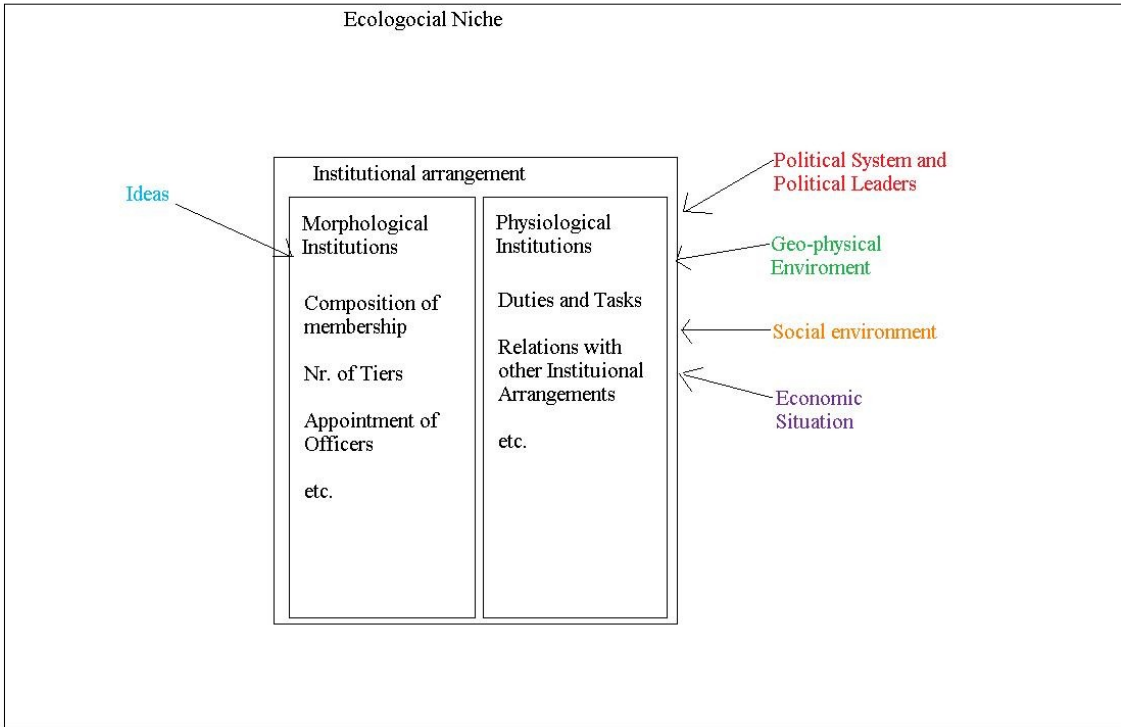 Ecologocial Niche
Institutional arrangement
Ideas
Morphological
Institutions
Composition of
membership
Nr. of Tiers
Appointment of
Officers
etc.
Physiological
Institutions
Duties and Tasks
Relations with
other Instituional
Arrangements
etc.
Political System and
Political Leaders
Geo-physical
Enviroment
Social environment
Economic
Situation